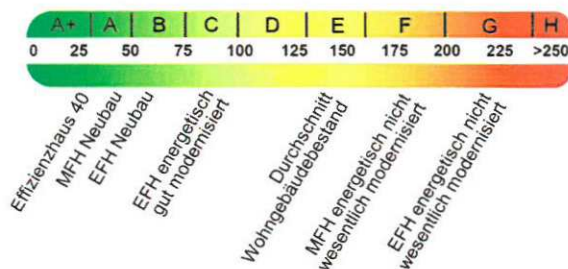 A+ A B C D E F G H
0 25 50 75 100 125 150 175 200 225 >250
Effizienzhaus 40
MFH Neubau
EFH Neubau
EFH energetisch
gut modernisiert
Durchschnitt
Wohngebäudebestand
MFH energetisch nicht
wesentlich modernisiert
EFH energetisch nicht
wesentlich modernisiert